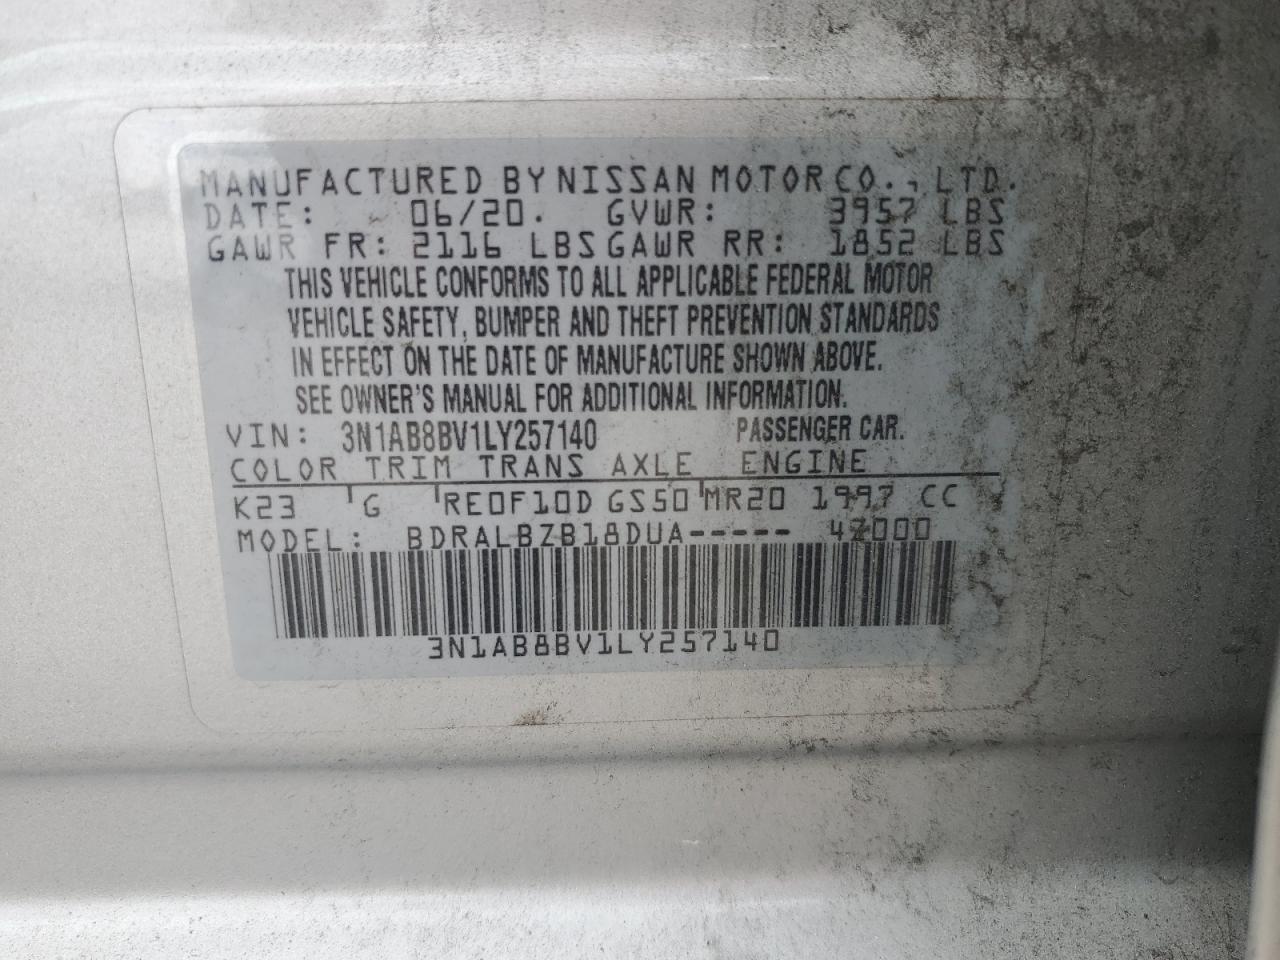 MANUFACTURED BY NISSAN MOTOR CO., LTD.
DATE: 06/20. GVWR: 3957 LBS
GAWR FR: 2116 LBS GAWR RR: 1852 LBS
THIS VEHICLE CONFORMS TO ALL APPLICABLE FEDERAL MOTOR
VEHICLE SAFETY, BUMPER AND THEFT PREVENTION STANDARDS
IN EFFECT ON THE DATE OF MANUFACTURE SHOWN ABOVE.
SEE OWNER'S MANUAL FOR ADDITIONAL INFORMATION.
VIN: 3N1AB8BV1LY257140 PASSENGER CAR.
COLOR TRIM TRANS AXLE ENGINE
K23 G RE0F10D GS50 MR20 1997 CC
MODEL: BDRALBZB18DUA-----
3N1AB8BV1LY257140